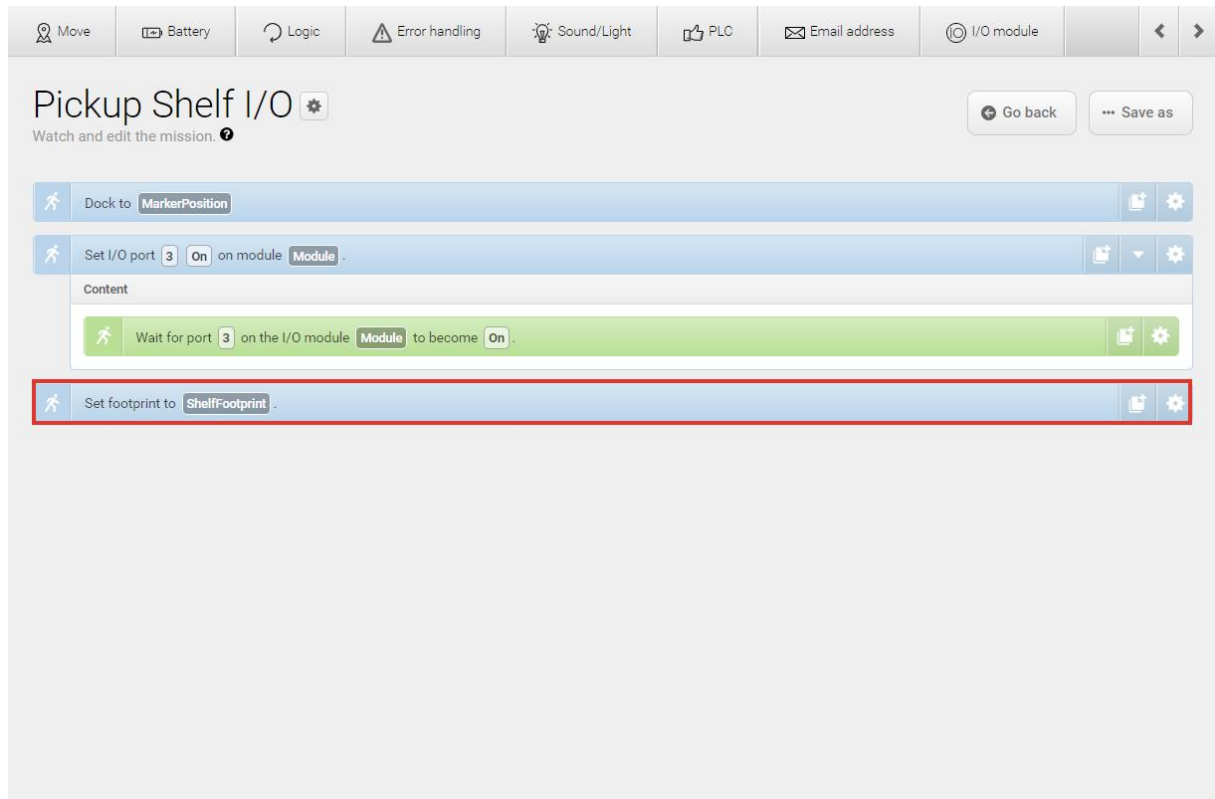 Move Battery Logic Error handling Sound/Light PLC Email address I/O module
Pickup Shelf I/O
Go back ••• Save as
Watch and edit the mission. ?
Dock to MarkerPosition
Set I/O port 3 On on module Module .
Content
Wait for port 3 on the I/O module Module to become On .
Set footprint to ShelfFootprint .